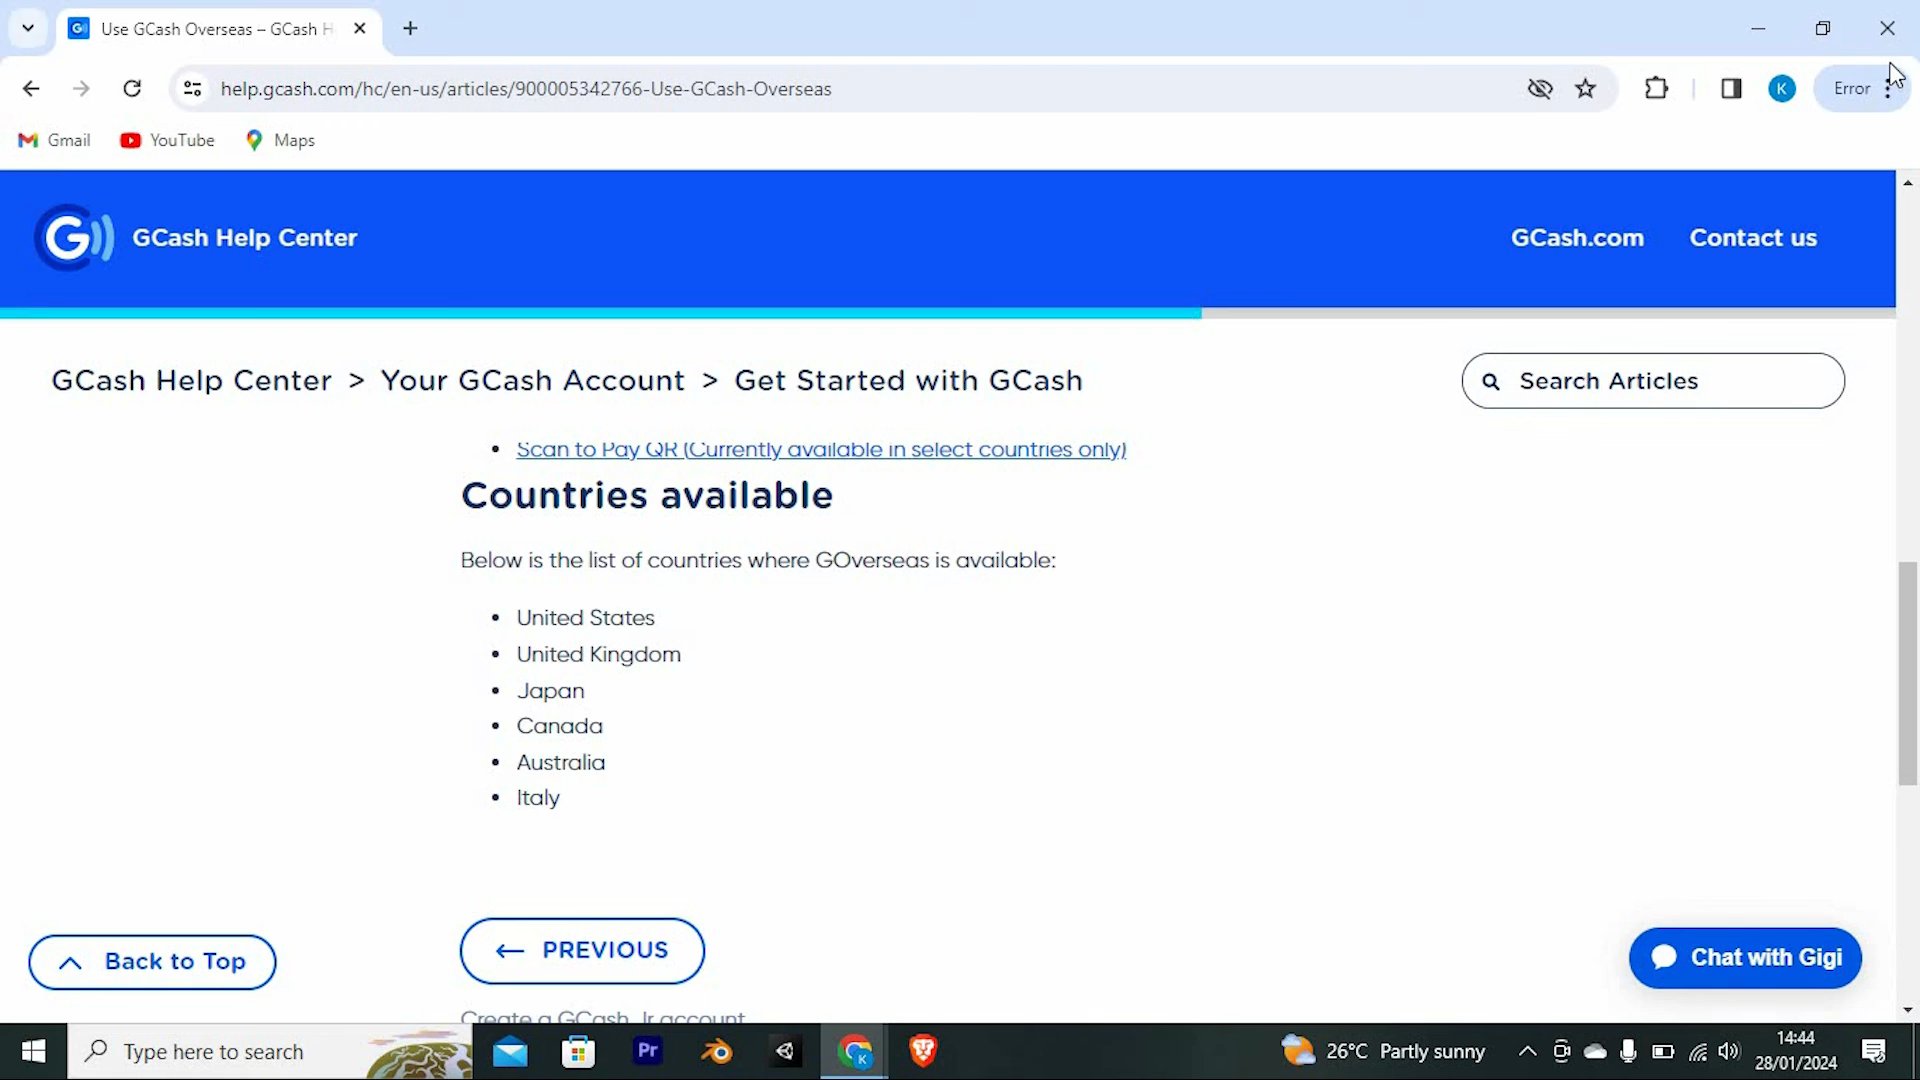 Use GCash Overseas – GCash H
help.gcash.com/hc/en-us/articles/900005342766-Use-GCash-Overseas
K
Error
Gmail
YouTube
Maps
GCash Help Center
GCash.com
Contact us
GCash Help Center > Your GCash Account > Get Started with GCash
Search Articles
• Scan to Pay QR (Currently available in select countries only)
Countries available
Below is the list of countries where GOverseas is available:
• United States
• United Kingdom
• Japan
• Canada
• Australia
• Italy
← PREVIOUS
Back to Top
Chat with Gigi
Create a GCash Jr account
Type here to search
Pr
K
26°C Partly sunny
14:44
28/01/2024